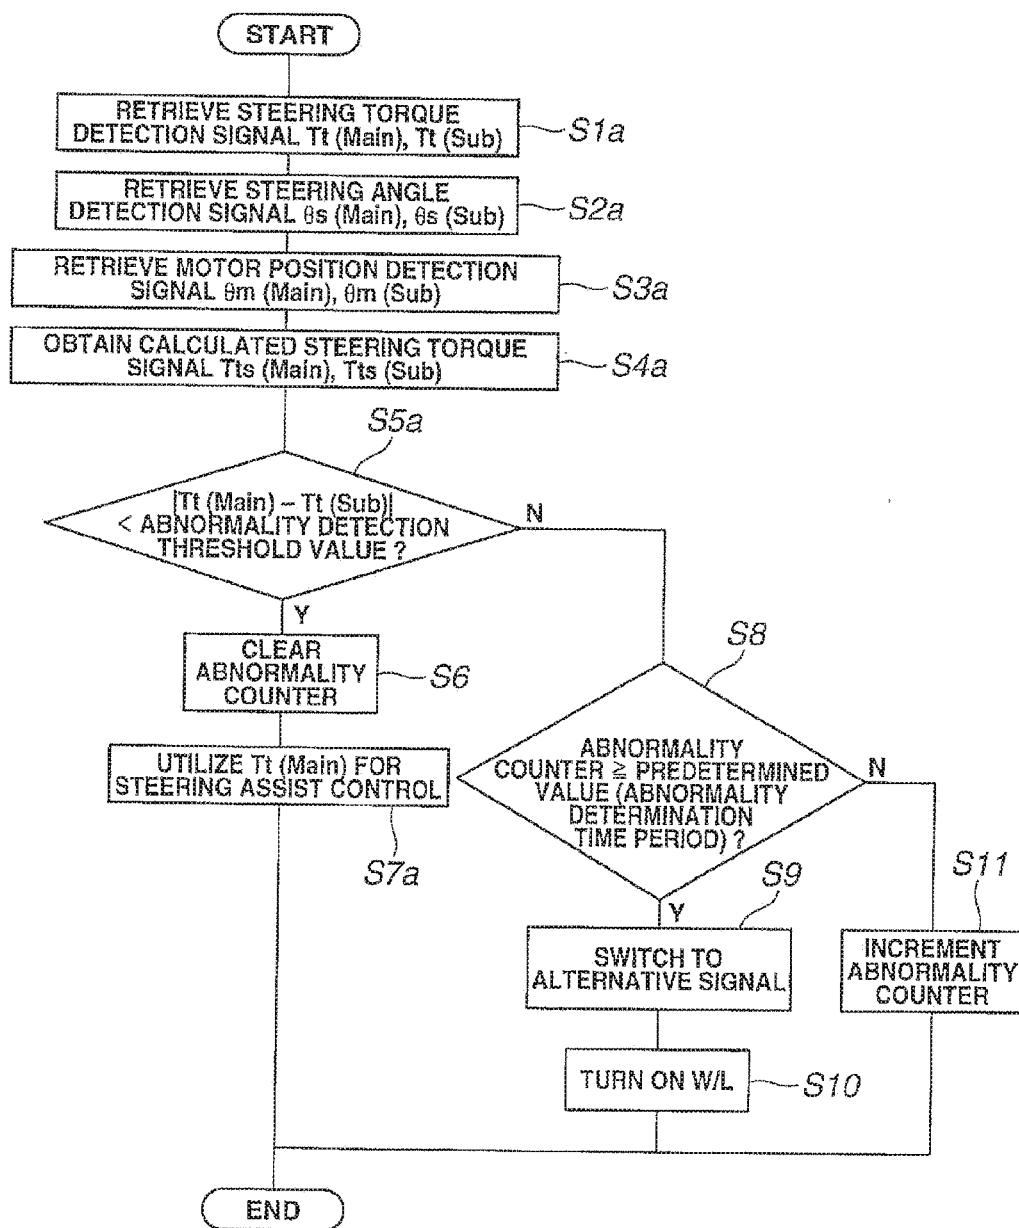 START
RETRIEVE STEERING TORQUE
DETECTION SIGNAL Tt (Main), Tt (Sub)
S1a
RETRIEVE STEERING ANGLE
DETECTION SIGNAL θs (Main), θs (Sub)
S2a
RETRIEVE MOTOR POSITION DETECTION
SIGNAL θm (Main), θm (Sub)
S3a
OBTAIN CALCULATED STEERING TORQUE
SIGNAL Tts (Main), Tts (Sub)
S4a
S5a
|Tt (Main) – Tt (Sub)|
< ABNORMALITY DETECTION
THRESHOLD VALUE ?
N
Y
CLEAR
ABNORMALITY
COUNTER
S6
UTILIZE Tt (Main) FOR
STEERING ASSIST CONTROL
S7a
S8
ABNORMALITY
COUNTER ≧ PREDETERMINED
VALUE (ABNORMALITY
DETERMINATION
TIME PERIOD) ?
N
Y
S9
SWITCH TO
ALTERNATIVE SIGNAL
S11
INCREMENT
ABNORMALITY
COUNTER
TURN ON W/L
S10
END